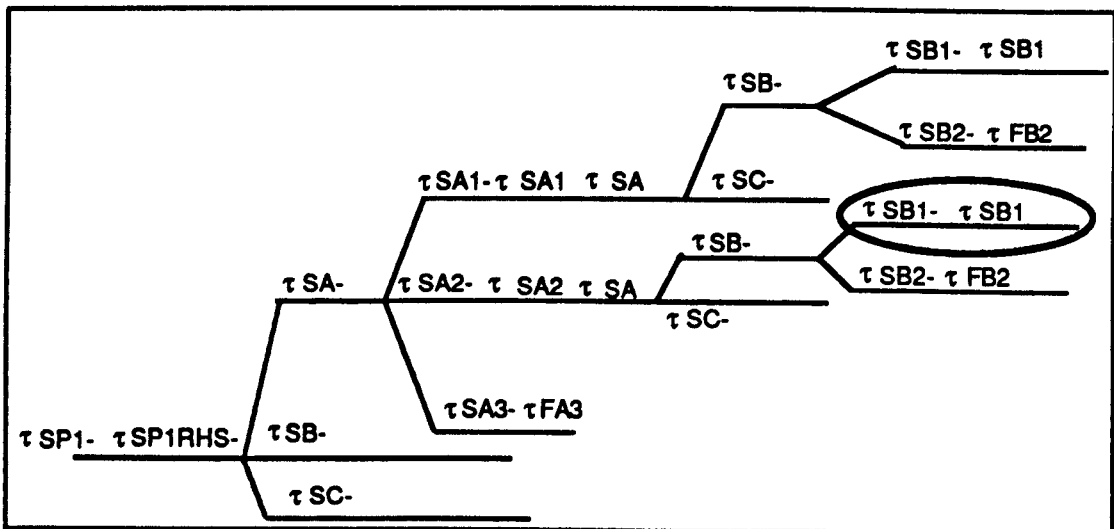 τ SB1- τ SB1
τ SB-
τ SB2- τ FB2
τ SA1- τ SA1 τ SA
τ SC-
τ SB1- τ SB1
τ SB-
τ SA- τ SA2- τ SA2 τ SA
τ SB2- τ FB2
τ SC-
τ SA3- τ FA3
τ SP1- τ SP1RHS- τ SB-
τ SC-